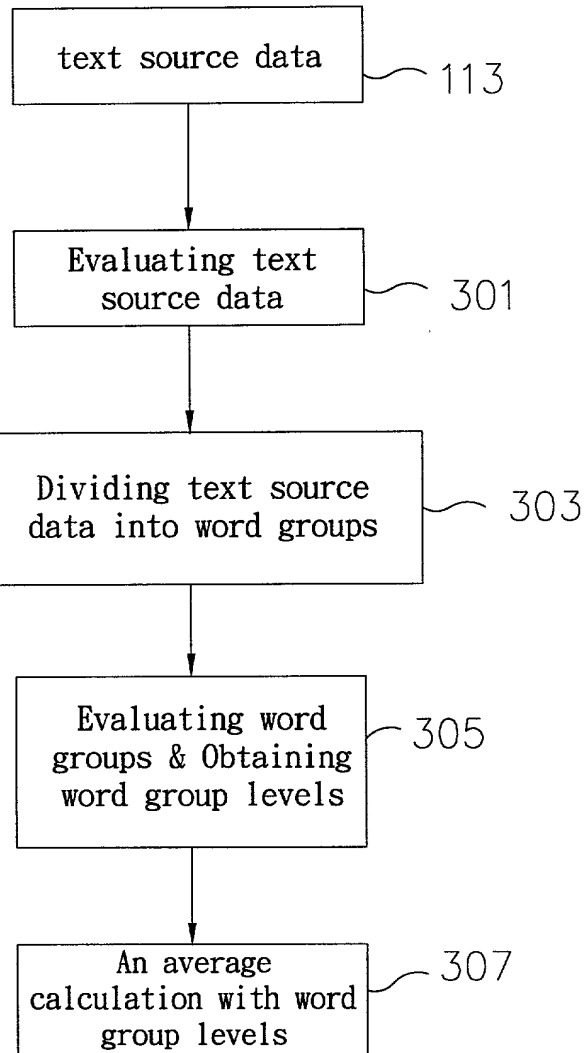 text source data
113
Evaluating text
source data
301
Dividing text source
data into word groups
303
Evaluating word
groups & Obtaining
word group levels
305
An average
calculation with word
group levels
307